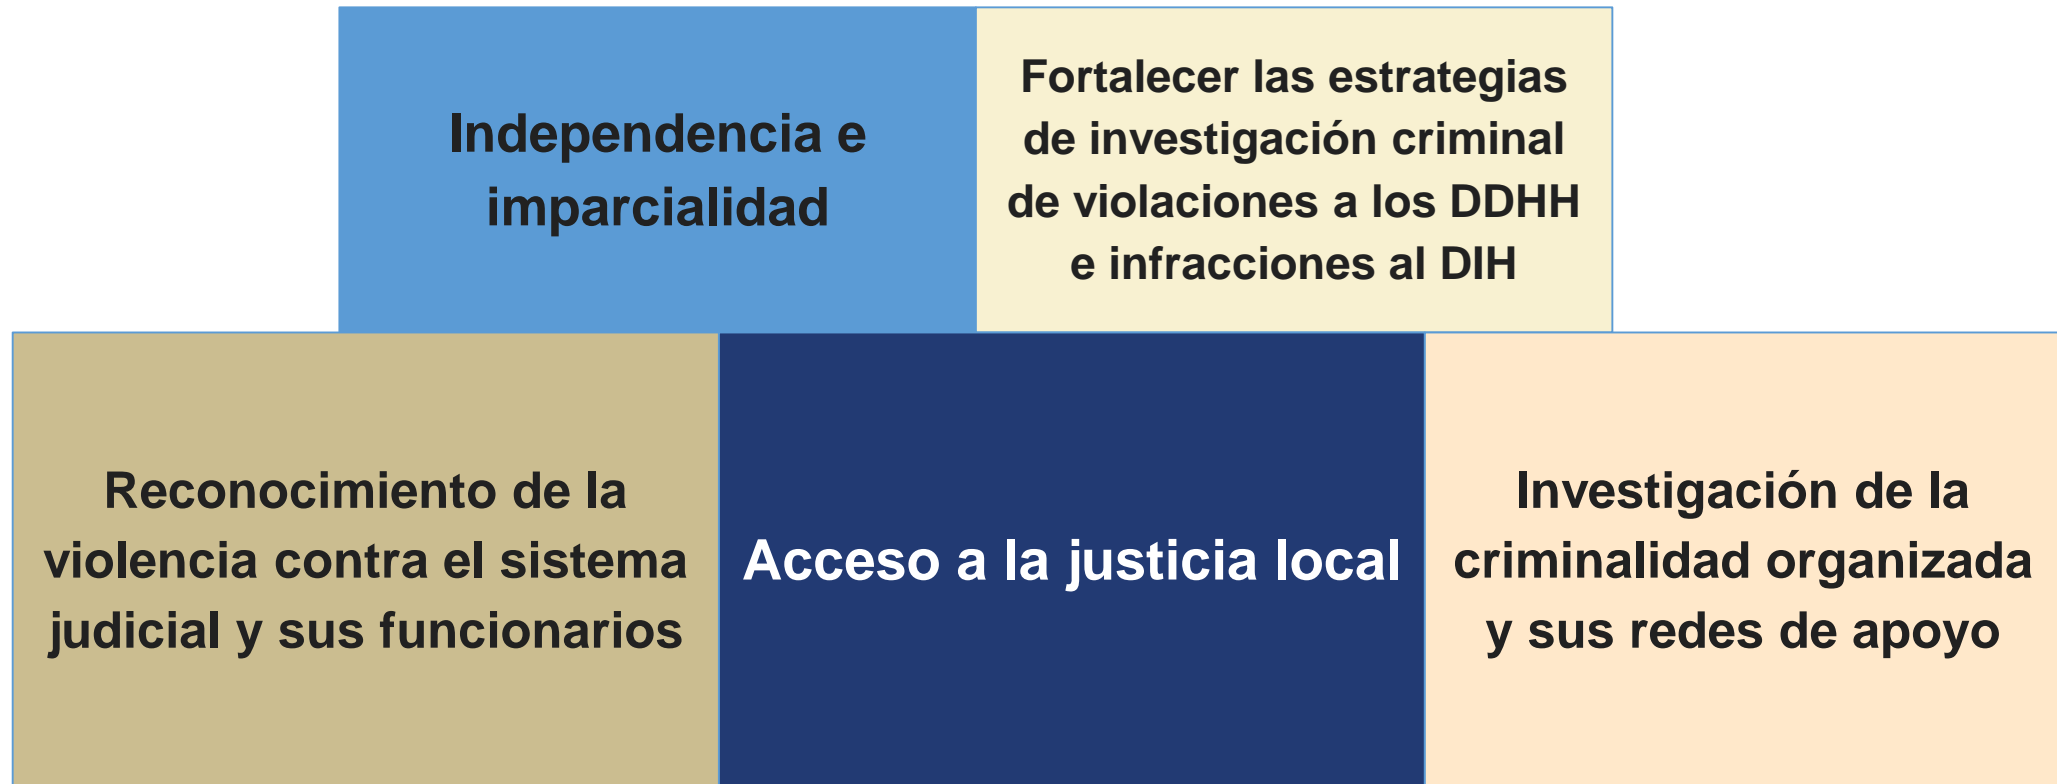 Independencia e
imparcialidad
Fortalecer las estrategias
de investigación criminal
de violaciones a los DDHH
e infracciones al DIH
Reconocimiento de la
violencia contra el sistema
judicial y sus funcionarios
Acceso a la justicia local
Investigación de la
criminalidad organizada
y sus redes de apoyo